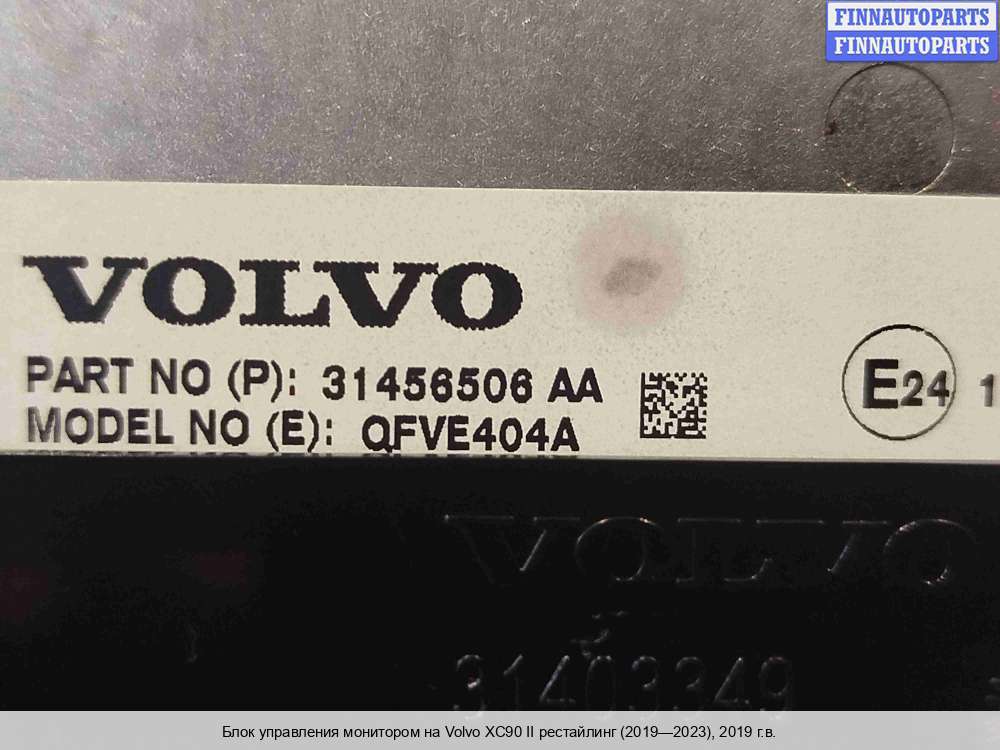 FINNAUTOPARTS
FINNAUTOPARTS
VOLVO
PART NO (P): 31456506 AA
MODEL NO (E): QFVE404A
E24 1
VOLVO
31403349
Блок управления монитором на Volvo XC90 II рестайлинг (2019—2023), 2019 г.в.